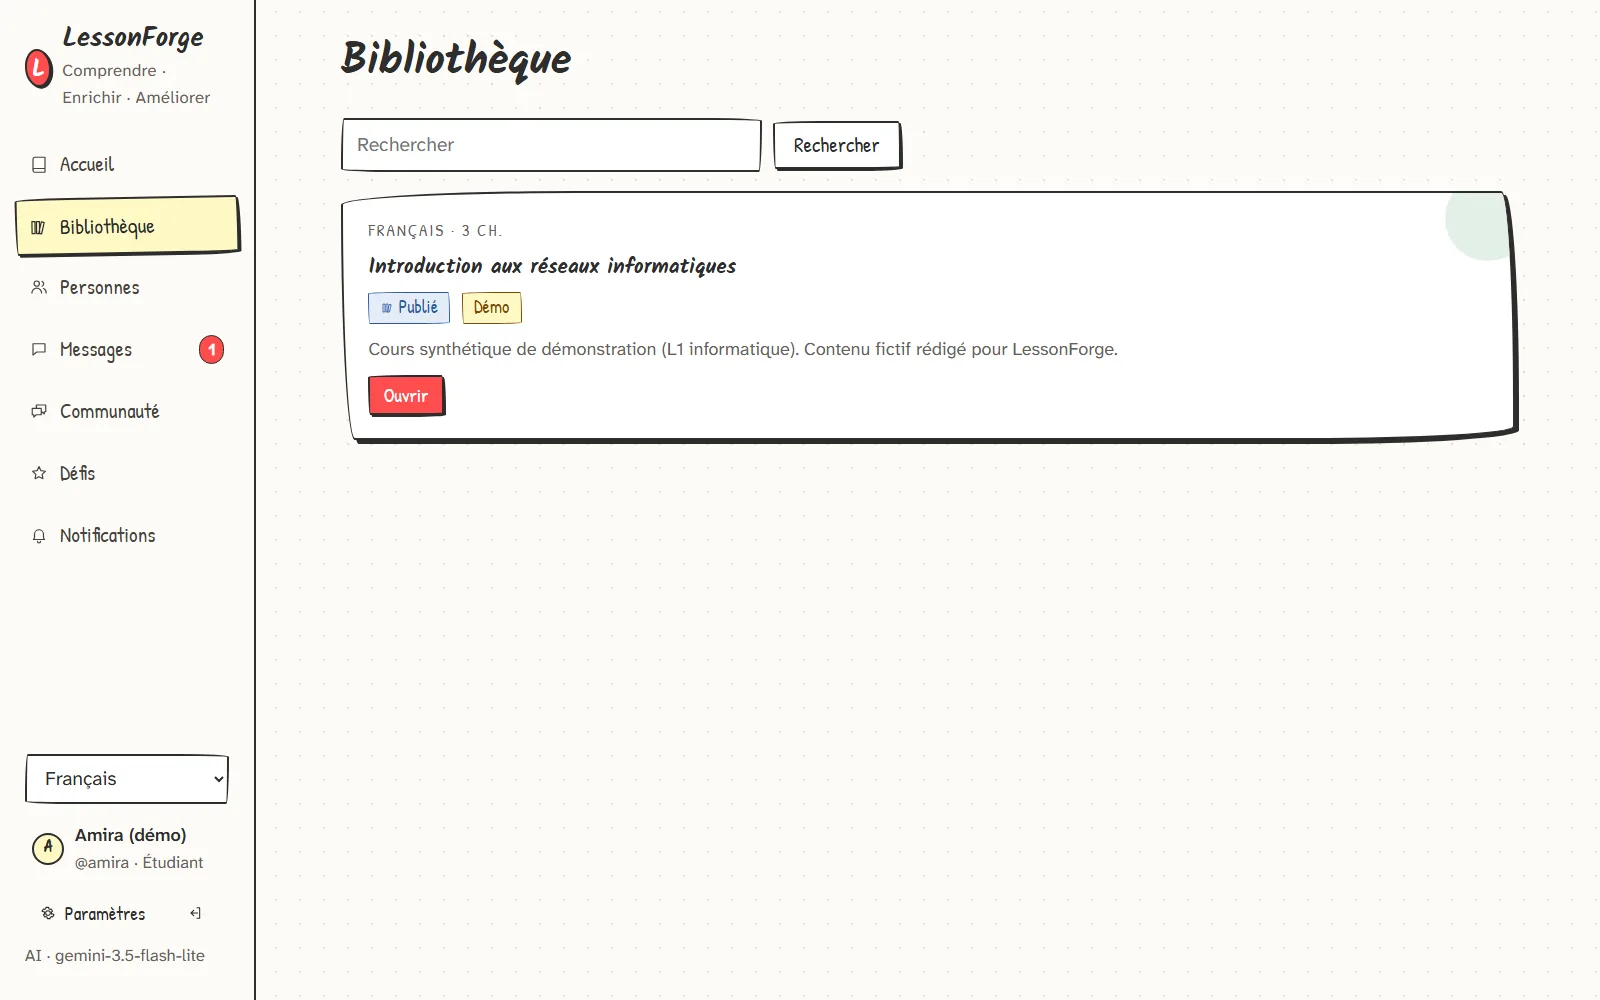 LessonForge
L
Comprendre ·
Enrichir · Améliorer
Accueil
Bibliothèque
Personnes
Messages
1
Communauté
Défis
Notifications
Français
A
Amira (démo)
@amira · Étudiant
Paramètres
AI · gemini-3.5-flash-lite
Bibliothèque
Rechercher
Rechercher
FRANÇAIS · 3 CH.
Introduction aux réseaux informatiques
Publié
Démo
Cours synthétique de démonstration (L1 informatique). Contenu fictif rédigé pour LessonForge.
Ouvrir